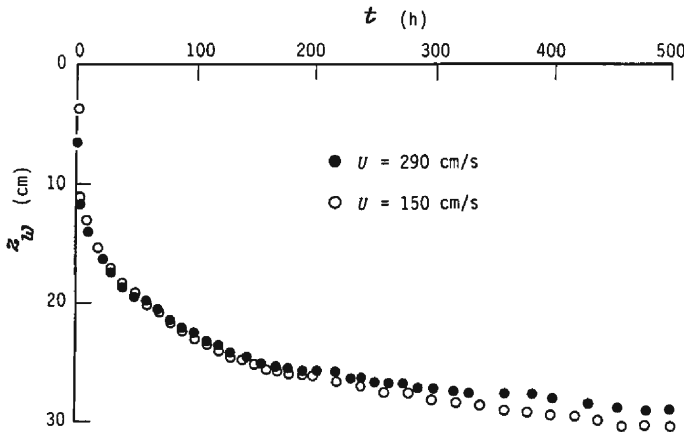 t (h)
0 100 200 300 400 500
0
10
20
30
z_w (cm)
● U = 290 cm/s
○ U = 150 cm/s